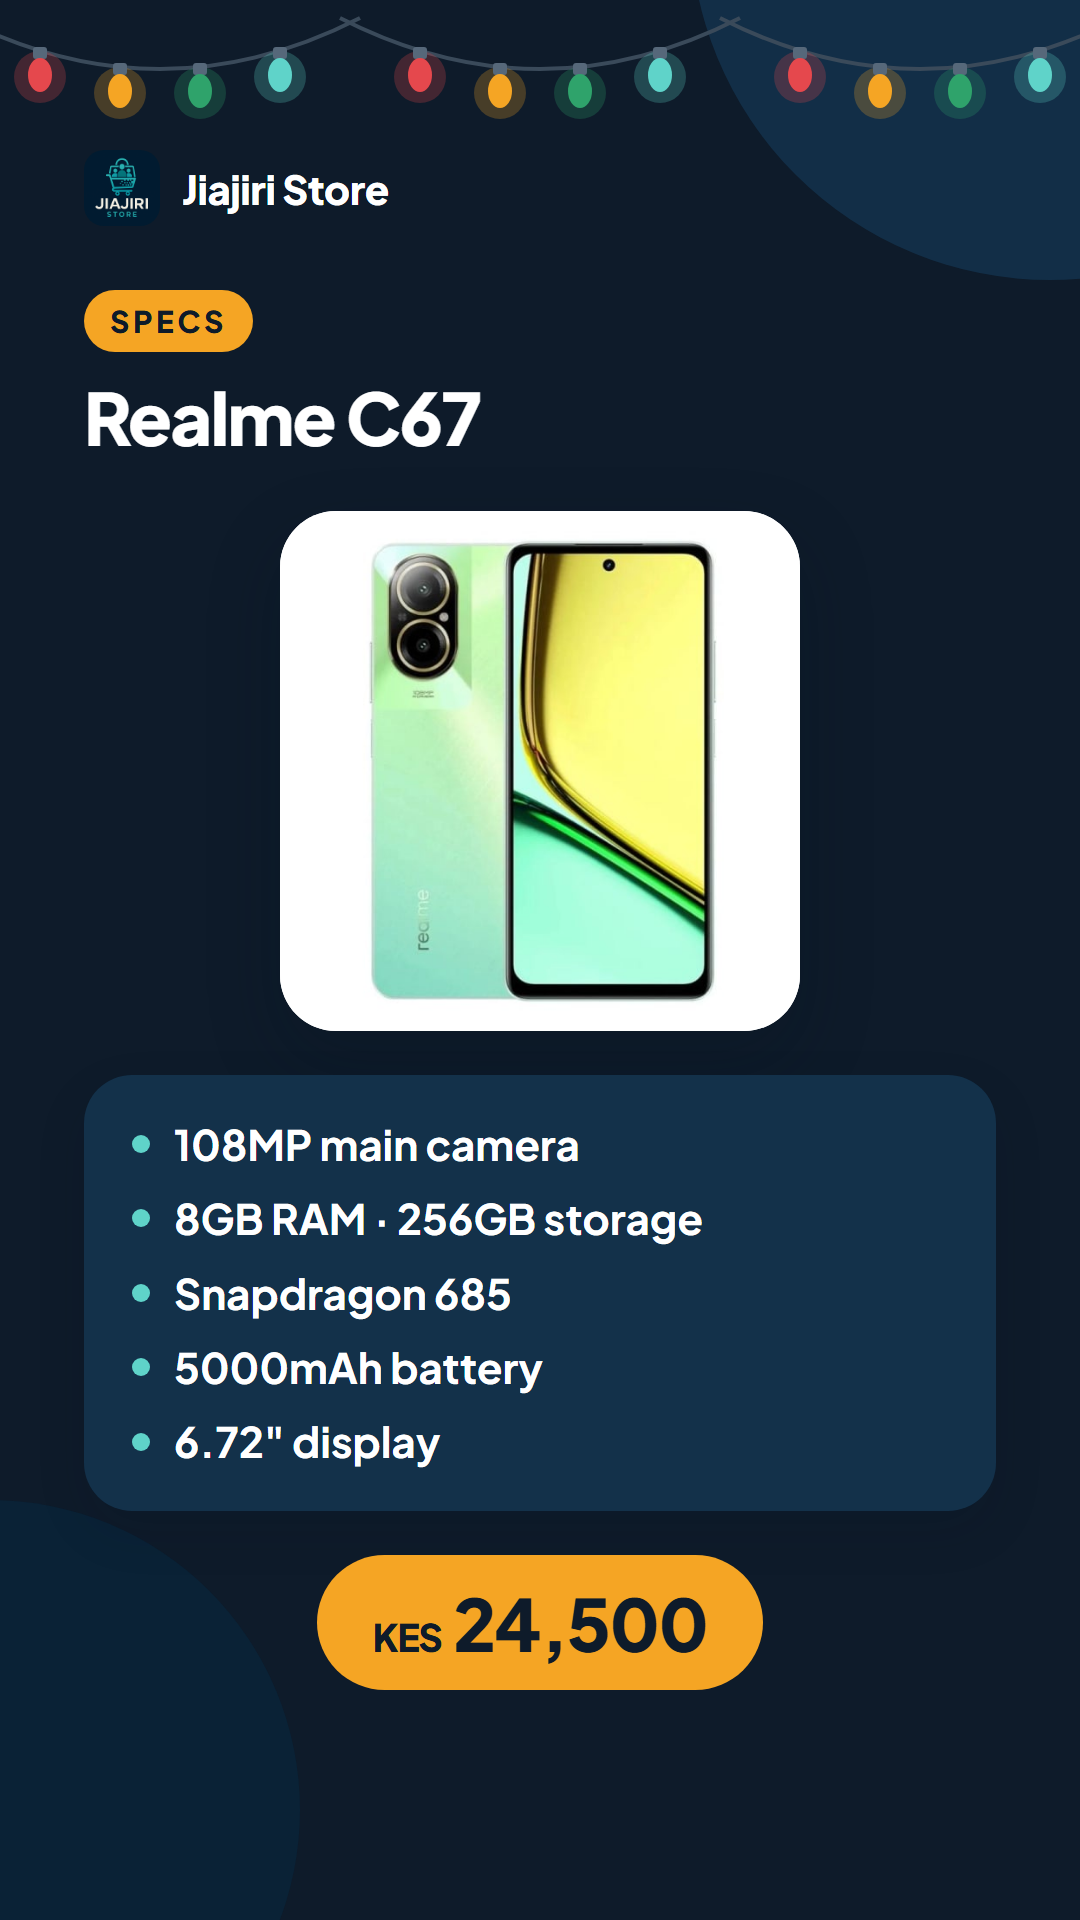 JIAJIRI
STORE
Jiajiri Store
SPECS
Realme C67
realme
108MP main camera
8GB RAM · 256GB storage
Snapdragon 685
5000mAh battery
6.72" display
KES 24,500